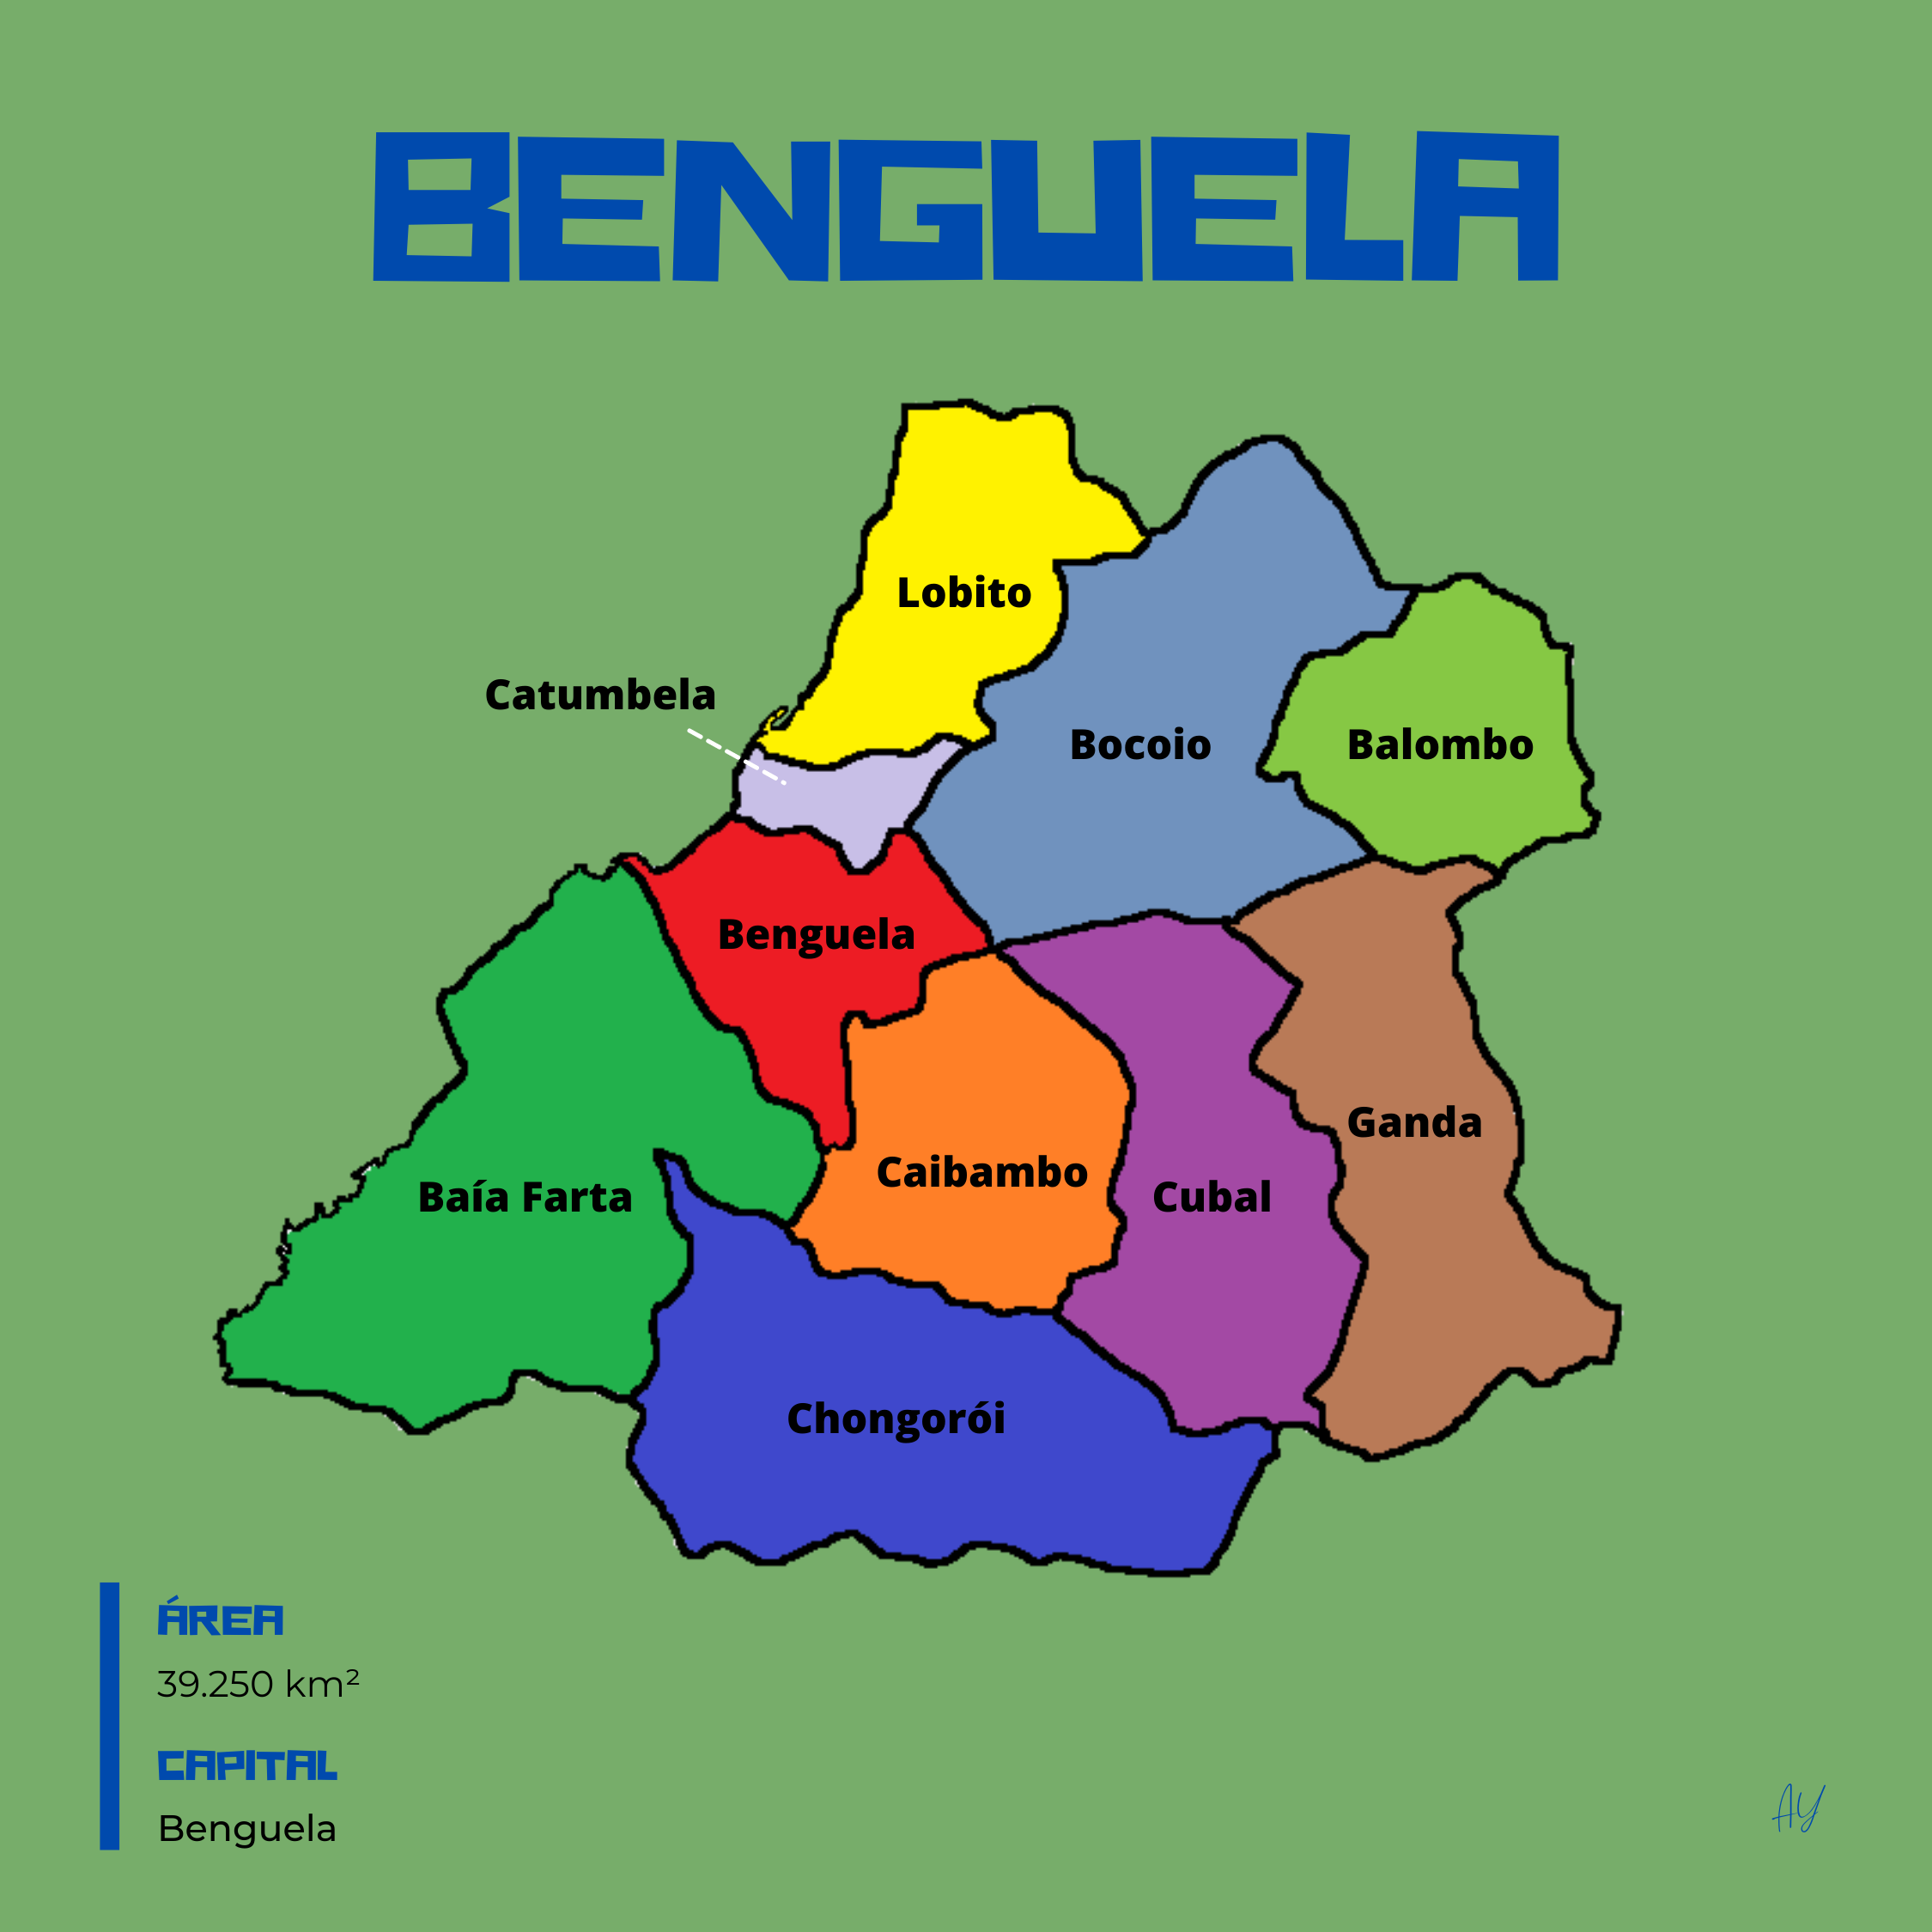 BENGUELA
Lobito
Catumbela
Bocoio
Balombo
Benguela
Ganda
Caibambo
Baía Farta
Cubal
Chongorói
ÁREA
39.250 km²
CAPITAL
Benguela
AY